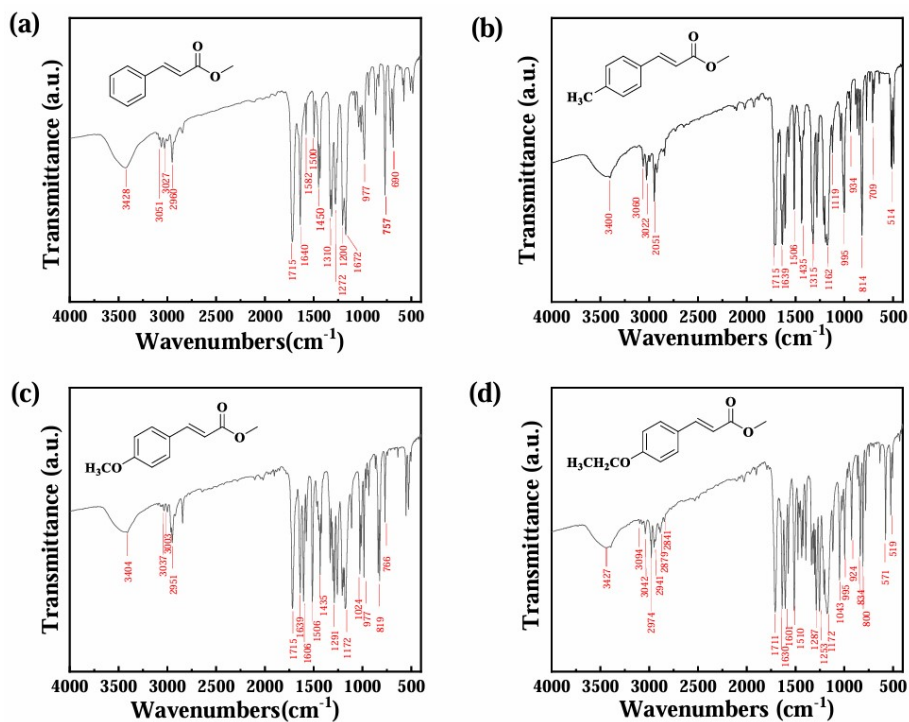 (a)
O
O
Transmittance (a.u.)
3428
3051
3027
2960
1715
1640
1582
1500
1450
1310
1272
1200
1672
977
757
690
4000 3500 3000 2500 2000 1500 1000 500
Wavenumbers(cm-1)
(b)
O
O
H3C
Transmittance (a.u.)
3400
3060
3022
2051
1715
1639
1506
1435
1315
1162
1119
995
934
814
709
514
4000 3500 3000 2500 2000 1500 1000 500
Wavenumbers (cm-1)
(c)
O
O
H3CO
Transmittance (a.u.)
3404
3037
3003
2951
1715
1639
1606
1506
1435
1291
1172
1024
977
819
766
4000 3500 3000 2500 2000 1500 1000 500
Wavenumbers (cm-1)
(d)
O
O
H3CH2CO
Transmittance (a.u.)
3427
3094
3042
2974
2941
2879
2841
1711
1630
1601
1510
1287
1253
1172
1043
995
924
834
800
571
519
4000 3500 3000 2500 2000 1500 1000 500
Wavenumbers (cm-1)